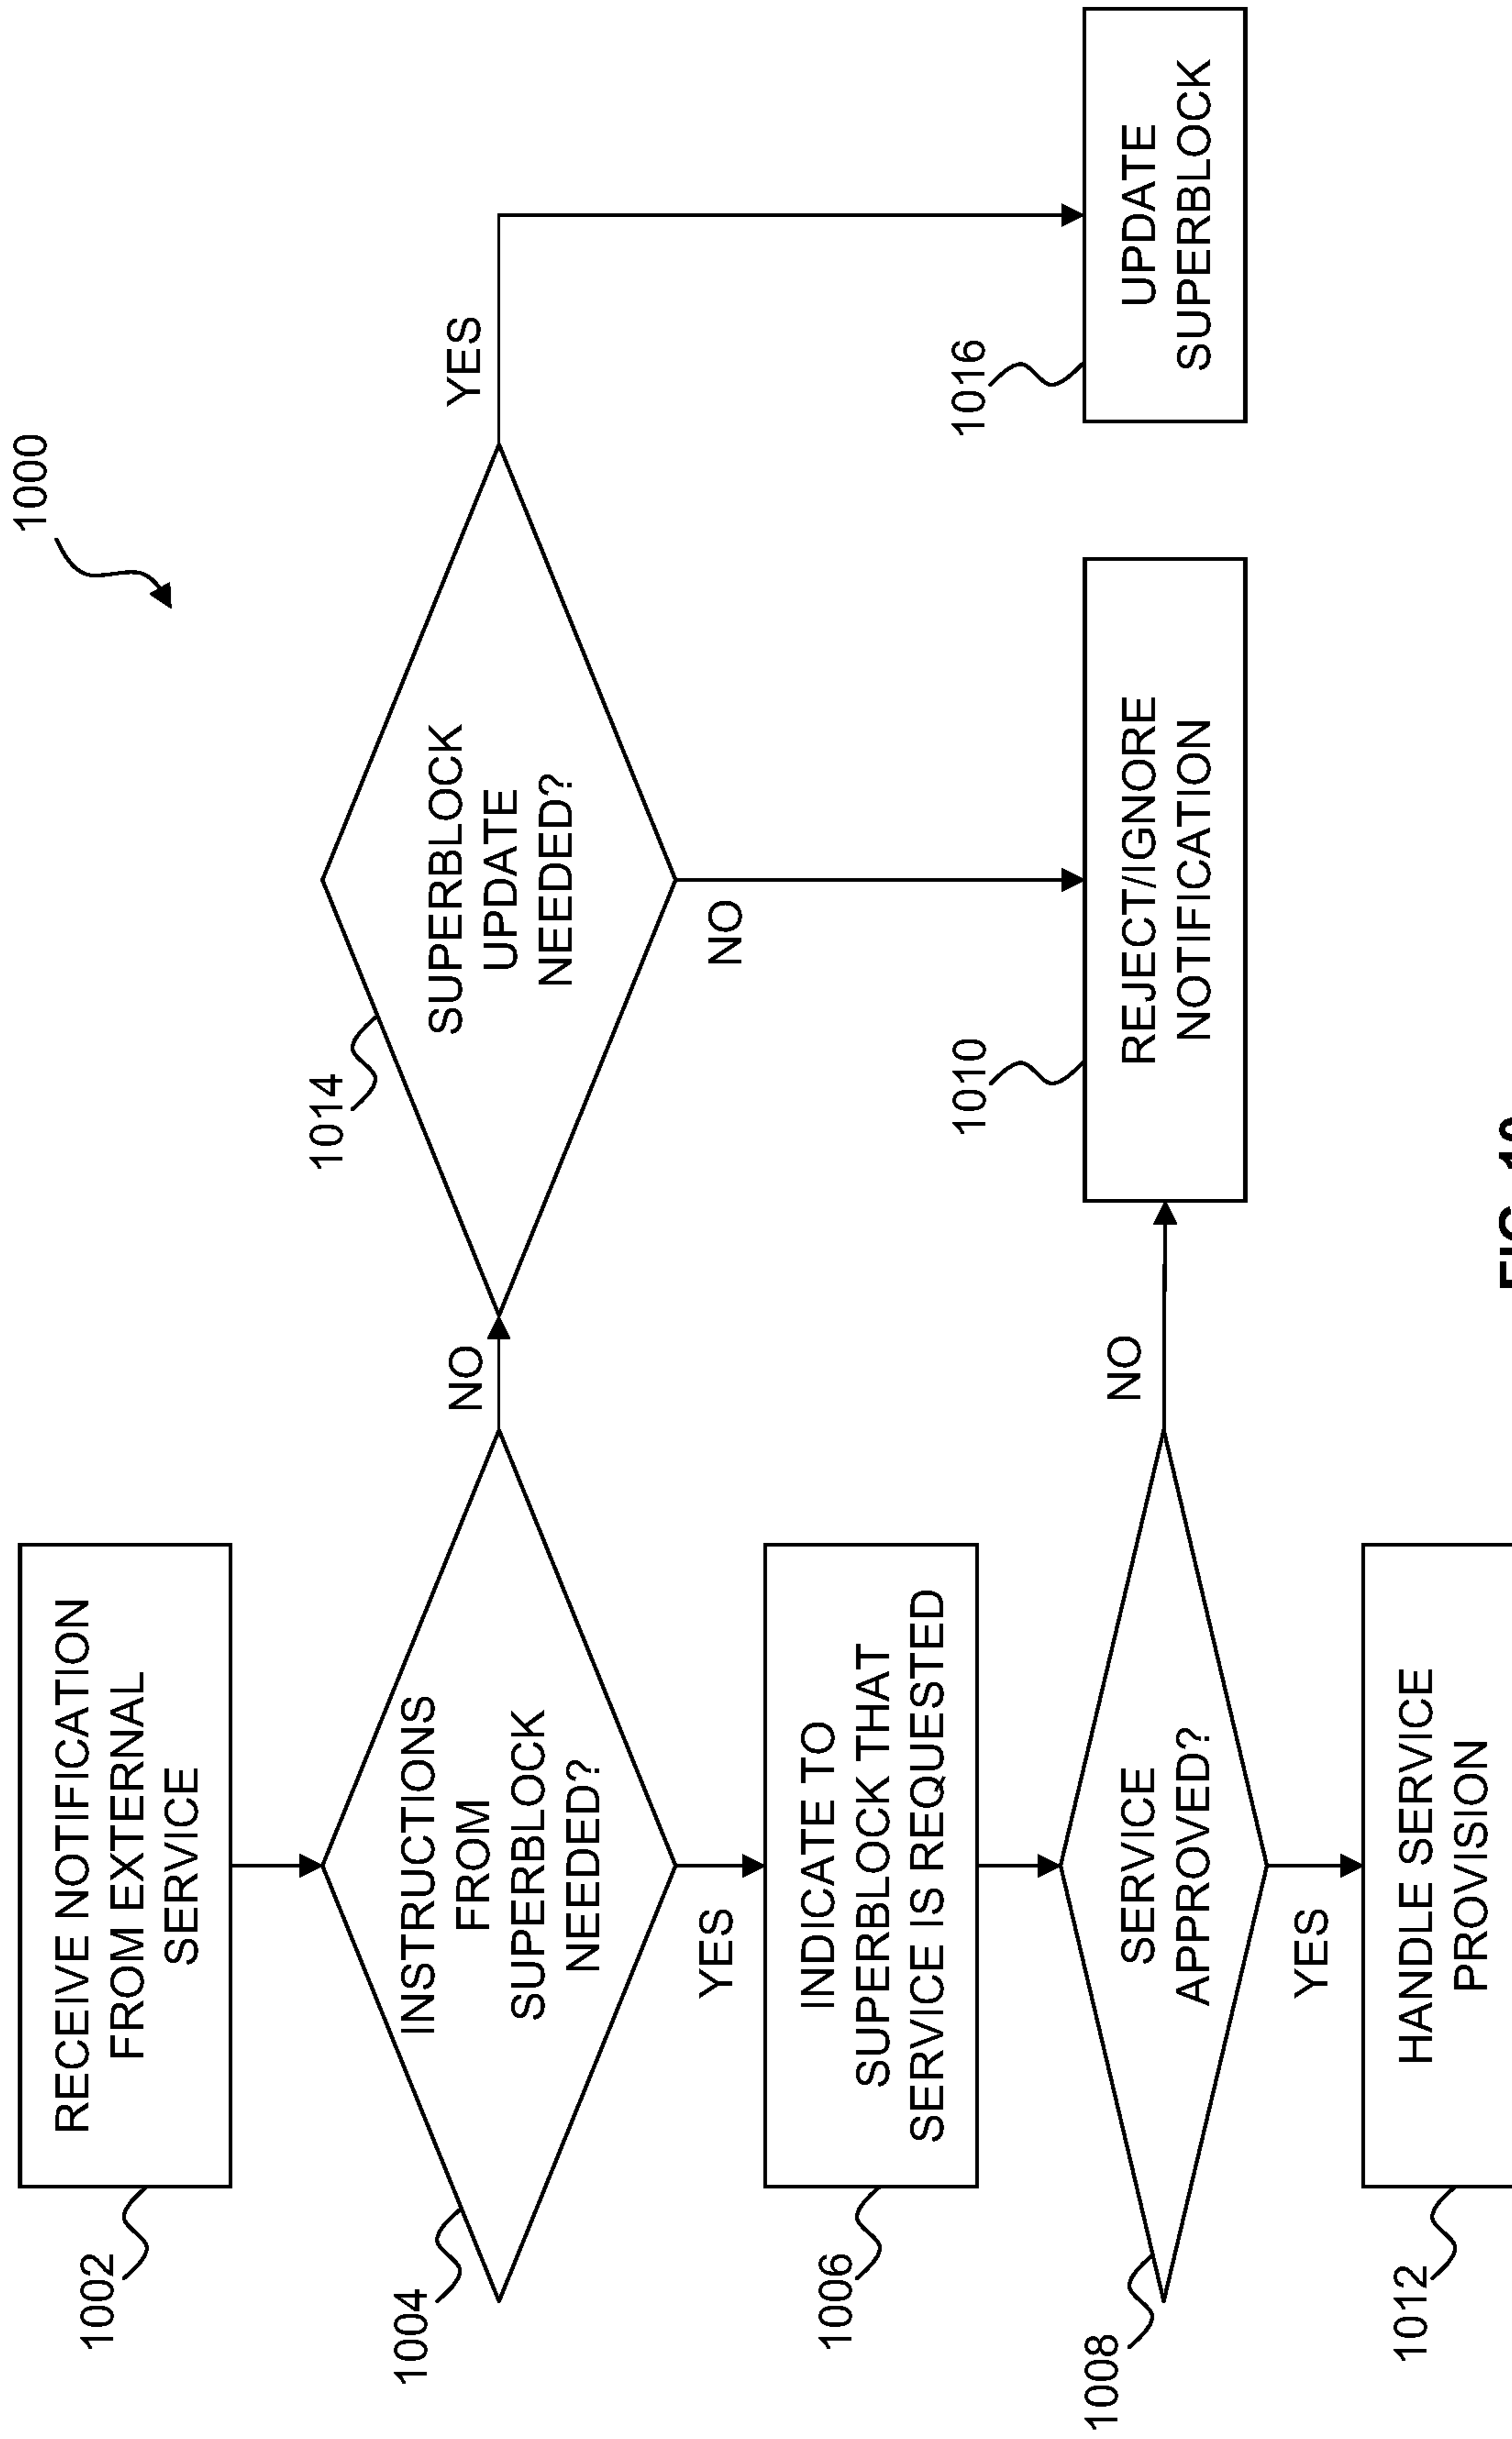 1000
1002
RECEIVE NOTIFICATION
FROM EXTERNAL
SERVICE
1004
INSTRUCTIONS
FROM
SUPERBLOCK
NEEDED?
NO
1014
SUPERBLOCK
UPDATE
NEEDED?
YES
YES
NO
1006
INDICATE TO
SUPERBLOCK THAT
SERVICE IS REQUESTED
1008
SERVICE
APPROVED?
NO
1010
REJECT/IGNORE
NOTIFICATION
1016
UPDATE
SUPERBLOCK
YES
1012
HANDLE SERVICE
PROVISION